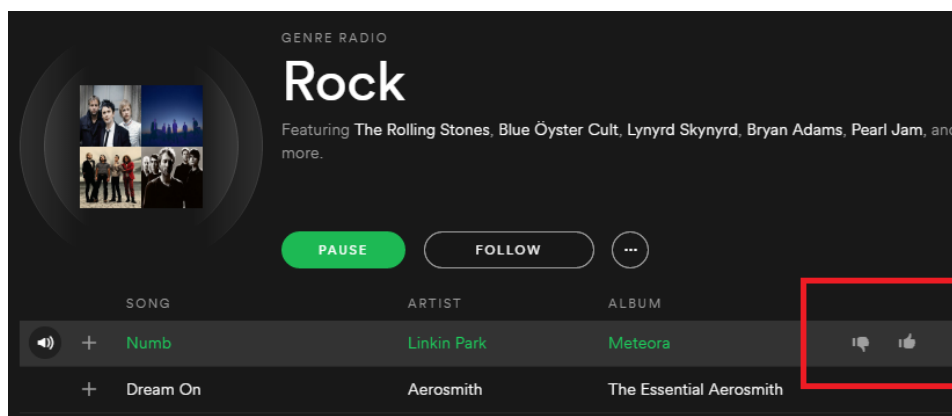 GENRE RADIO
Rock
Featuring The Rolling Stones, Blue Öyster Cult, Lynyrd Skynyrd, Bryan Adams, Pearl Jam, and
more.
PAUSE FOLLOW
SONG ARTIST ALBUM
Numb Linkin Park Meteora
Dream On Aerosmith The Essential Aerosmith